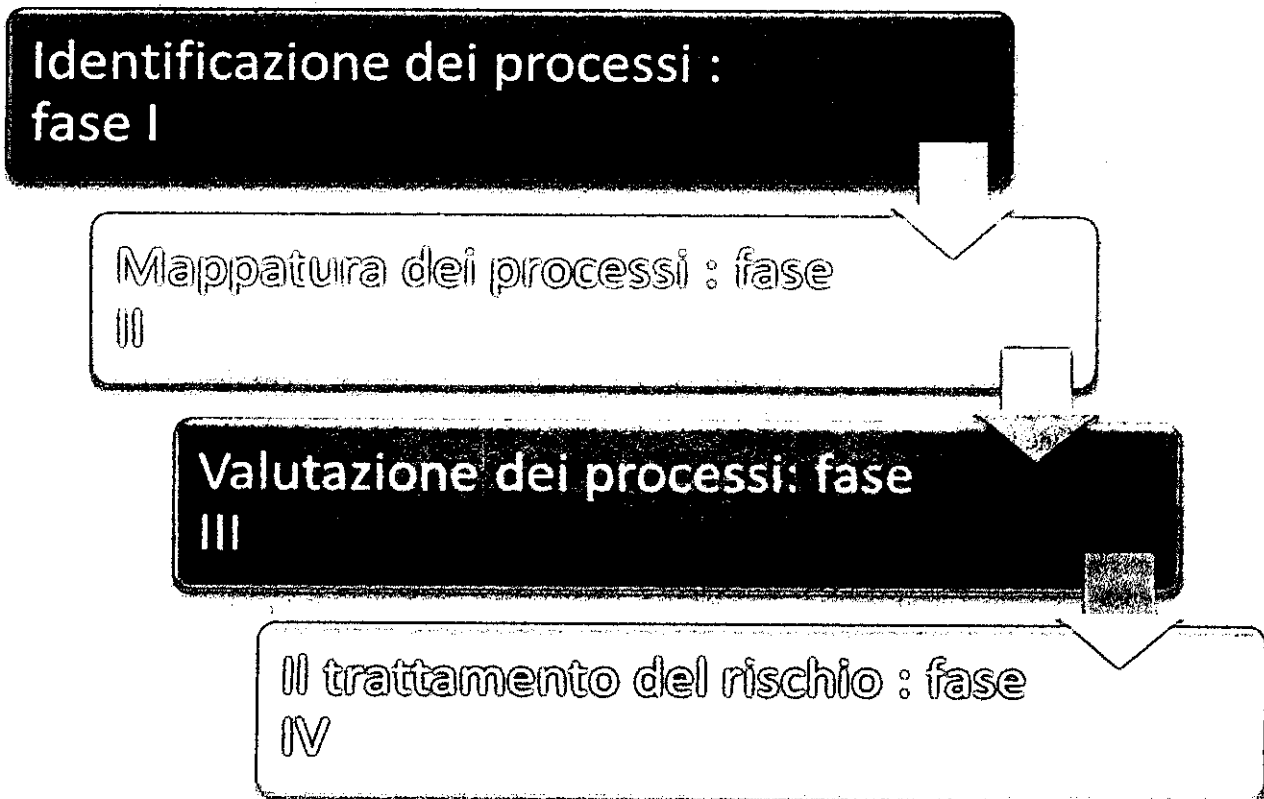 Identificazione dei processi :
fase I
Mappatura dei processi : fase
II
Valutazione dei processi: fase
III
Il trattamento del rischio : fase
IV